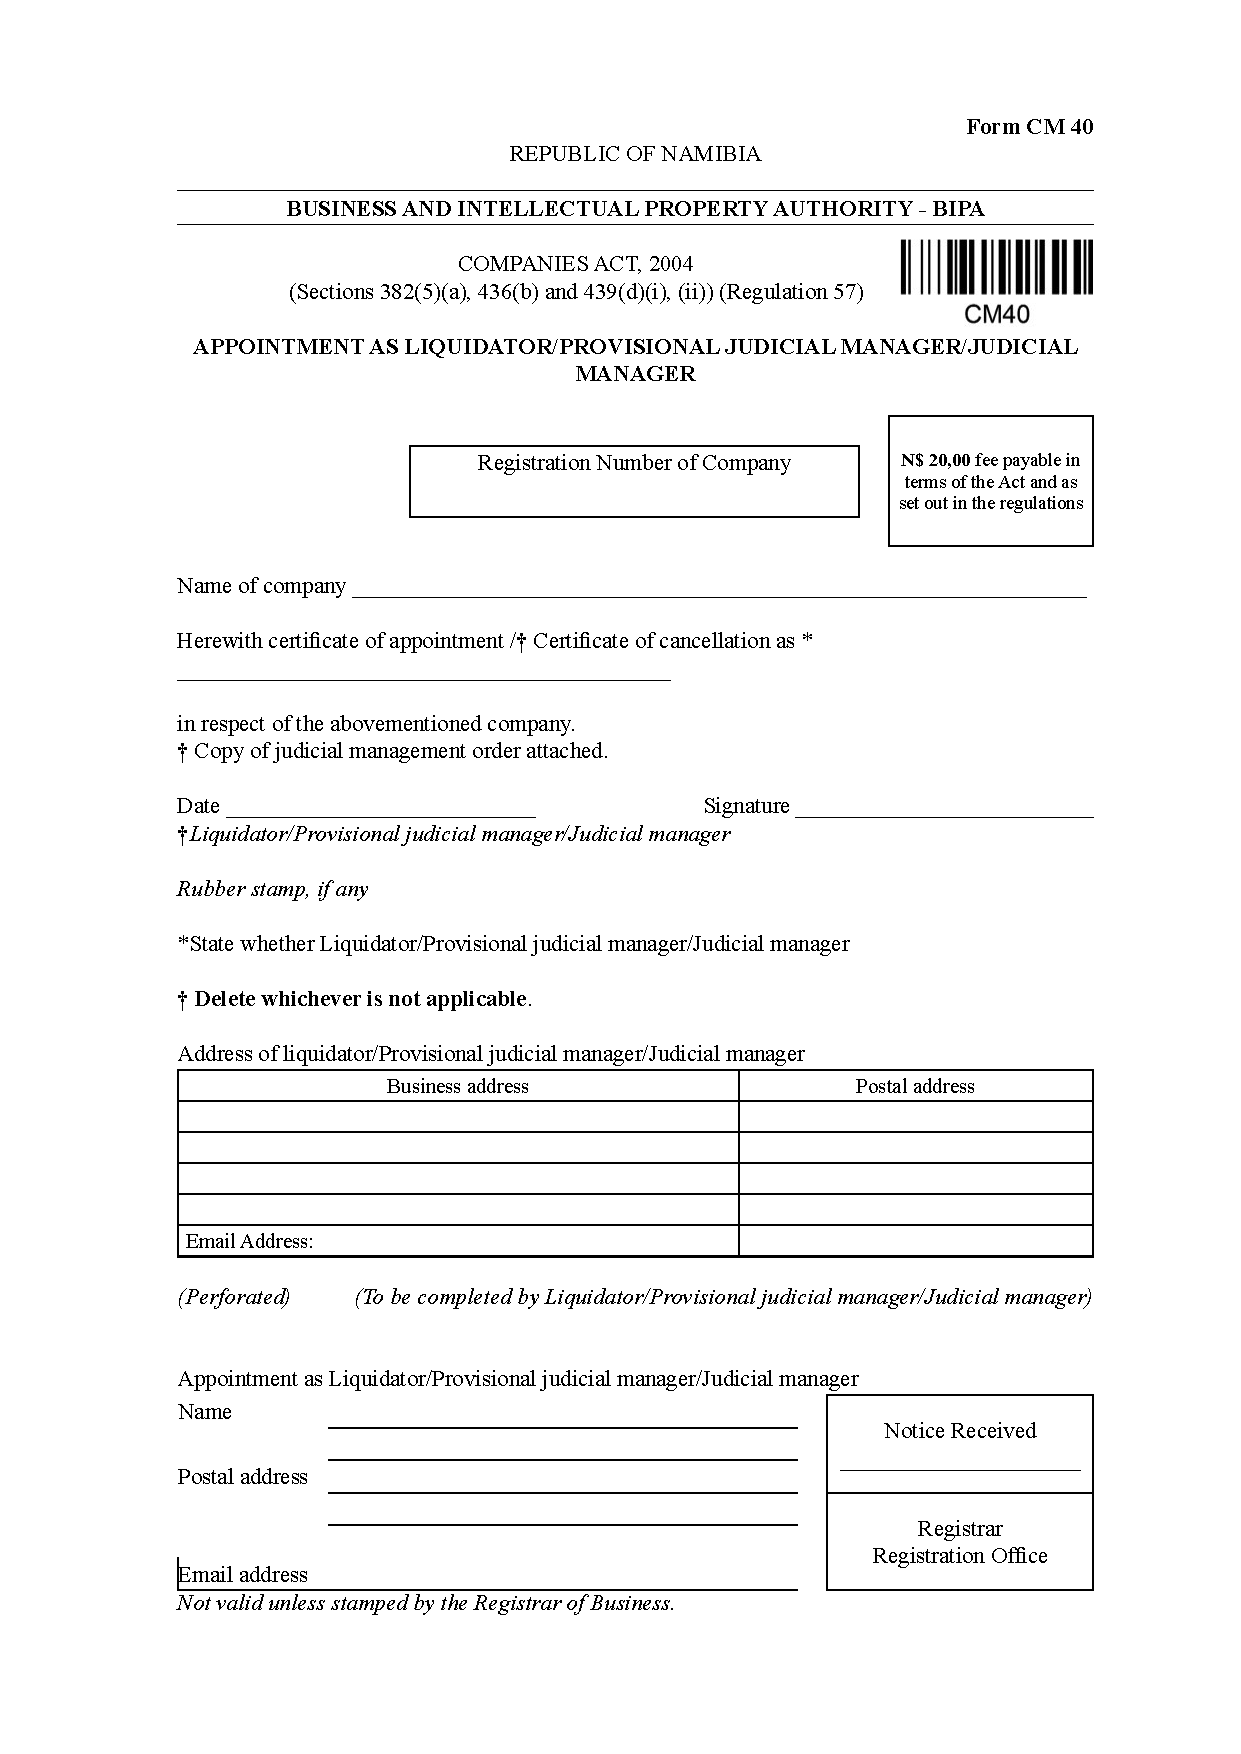 Form CM 40
REPUBLIC OF NAMIBIA
BUSINESS AND INTELLECTUAL PROPERTY AUTHORITY - BIPA
COMPANIES ACT, 2004
(Sections 382(5)(a), 436(b) and 439(d)(i), (ii)) (Regulation 57)
CM40
APPOINTMENT AS LIQUIDATOR/PROVISIONAL JUDICIAL MANAGER/JUDICIAL
MANAGER
Registration Number of Company
N$ 20,00 fee payable in
terms of the Act and as
set out in the regulations
Name of company
Herewith certificate of appointment /† Certificate of cancellation as *
in respect of the abovementioned company.
† Copy of judicial management order attached.
Date Signature
†Liquidator/Provisional judicial manager/Judicial manager
Rubber stamp, if any
*State whether Liquidator/Provisional judicial manager/Judicial manager
† Delete whichever is not applicable.
Address of liquidator/Provisional judicial manager/Judicial manager
Business address Postal address
Email Address:
(Perforated) (To be completed by Liquidator/Provisional judicial manager/Judicial manager)
Appointment as Liquidator/Provisional judicial manager/Judicial manager
Name
Postal address
Email address
Notice Received
Registrar
Registration Office
Not valid unless stamped by the Registrar of Business.